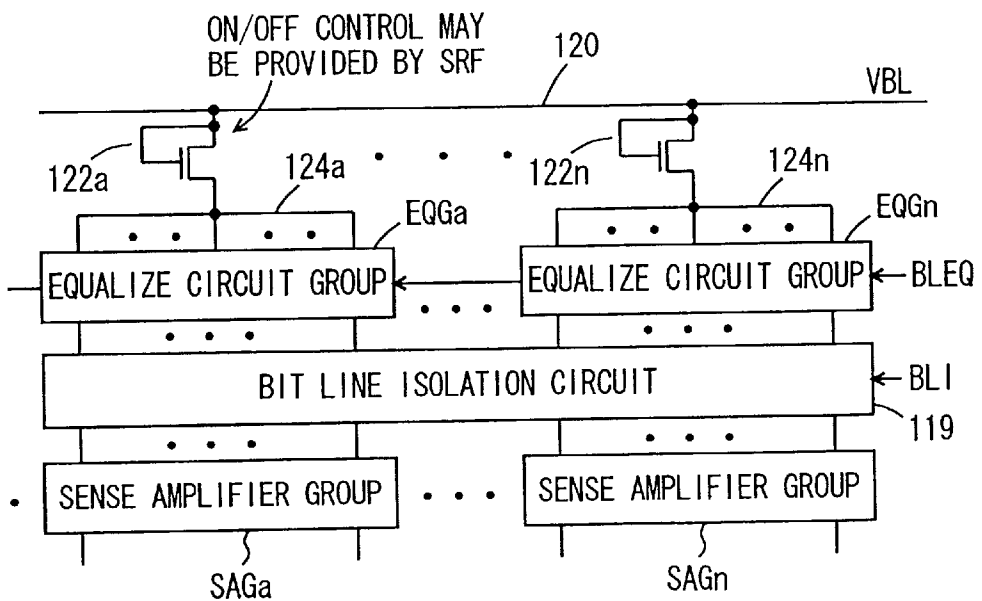 ON/OFF CONTROL MAY
BE PROVIDED BY SRF
120
VBL
122a
124a
122n
124n
EQGa
EQGn
EQUALIZE CIRCUIT GROUP
EQUALIZE CIRCUIT GROUP
BLEQ
BIT LINE ISOLATION CIRCUIT
BLI
119
SENSE AMPLIFIER GROUP
SENSE AMPLIFIER GROUP
SAGa
SAGn